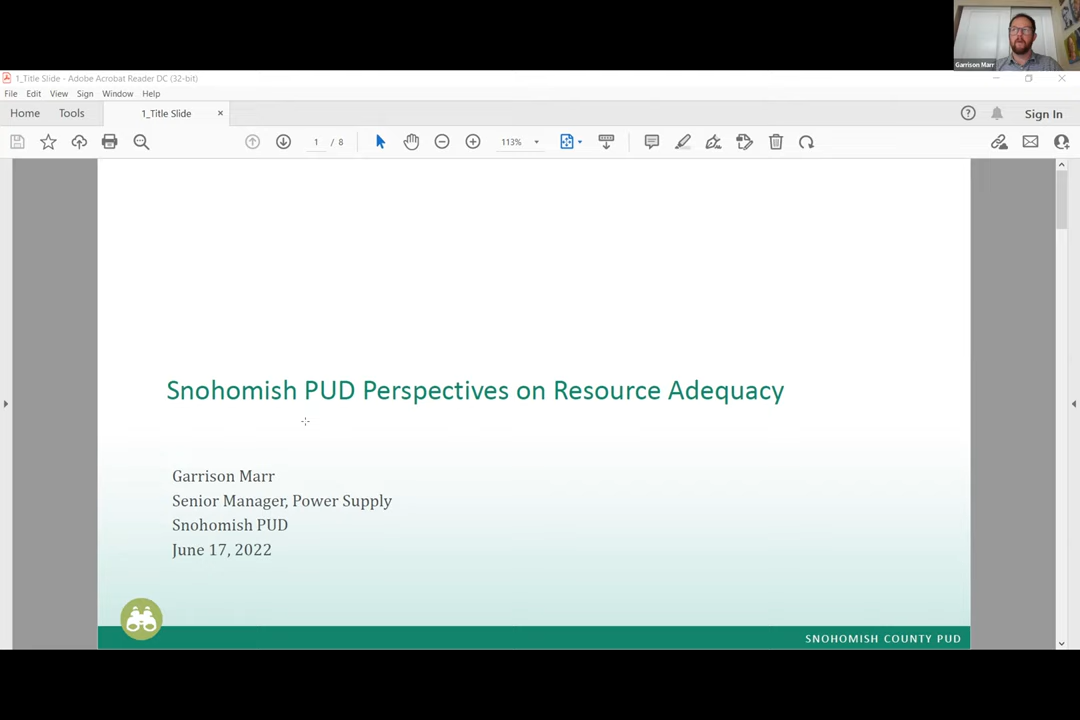 Garrison Marr
1_Title Slide - Adobe Acrobat Reader DC (32-bit)
File Edit View Sign Window Help
Home Tools 1_Title Slide × Sign In
1 / 8 113%
Snohomish PUD Perspectives on Resource Adequacy
Garrison Marr
Senior Manager, Power Supply
Snohomish PUD
June 17, 2022
SNOHOMISH COUNTY PUD